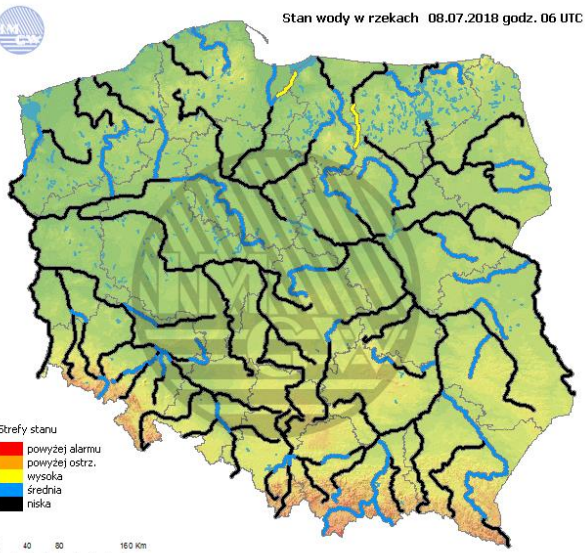 Stan wody w rzekach 08.07.2018 godz. 06 UTC
IMGW
Strefy stanu
powyżej alarmu
powyżej ostrz.
wysoka
średnia
niska
40 80 160 Km